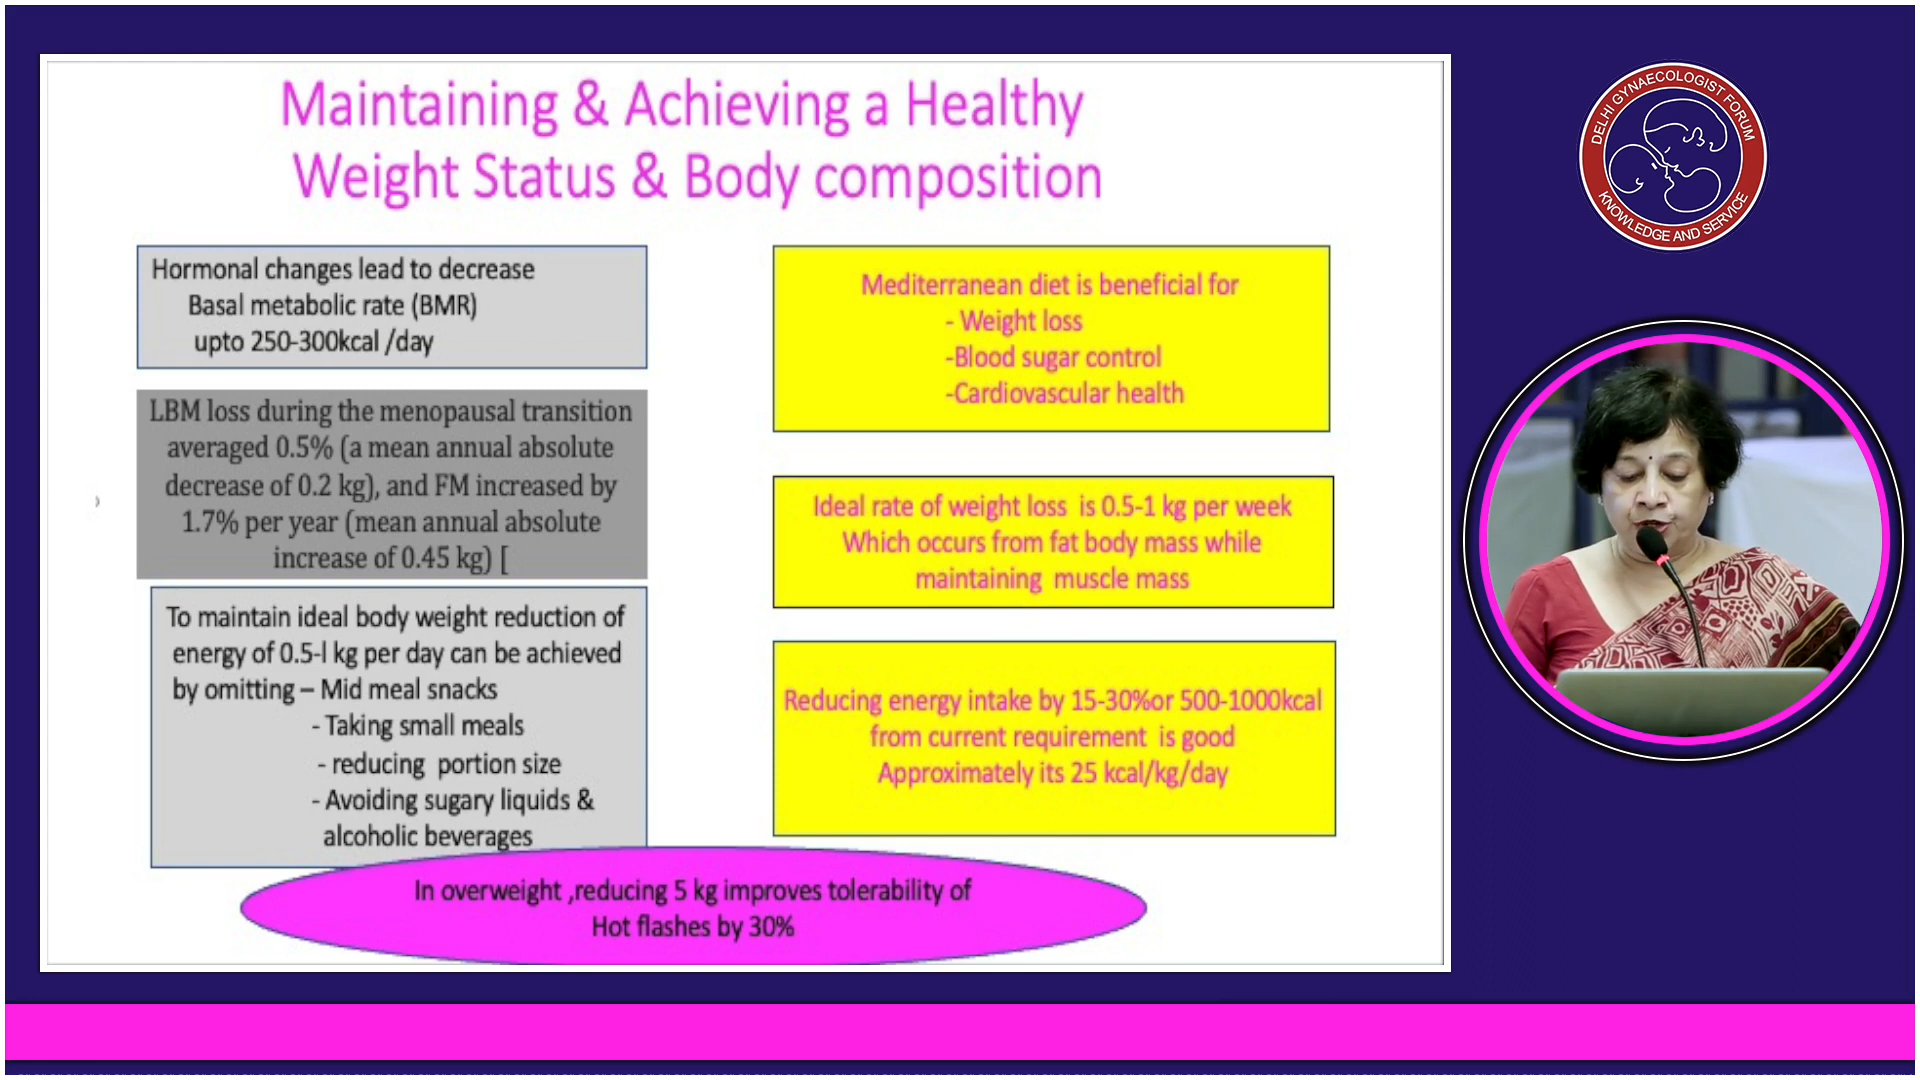 Maintaining & Achieving a Healthy
Weight Status & Body composition
Hormonal changes lead to decrease
Basal metabolic rate (BMR)
upto 250-300kcal /day
LBM loss during the menopausal transition
averaged 0.5% (a mean annual absolute
decrease of 0.2 kg), and FM increased by
1.7% per year (mean annual absolute
increase of 0.45 kg) [
To maintain ideal body weight reduction of
energy of 0.5-l kg per day can be achieved
by omitting – Mid meal snacks
- Taking small meals
- reducing portion size
- Avoiding sugary liquids &
alcoholic beverages
Mediterranean diet is beneficial for
- Weight loss
-Blood sugar control
-Cardiovascular health
Ideal rate of weight loss is 0.5-1 kg per week
Which occurs from fat body mass while
maintaining muscle mass
Reducing energy intake by 15-30%or 500-1000kcal
from current requirement is good
Approximately its 25 kcal/kg/day
In overweight ,reducing 5 kg improves tolerability of
Hot flashes by 30%
DELHI GYNAECOLOGIST FORUM
KNOWLEDGE AND SERVICE